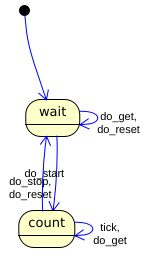 wait
do_get,
do_reset
do_start
do_stop,
do_reset
count
tick,
do_get